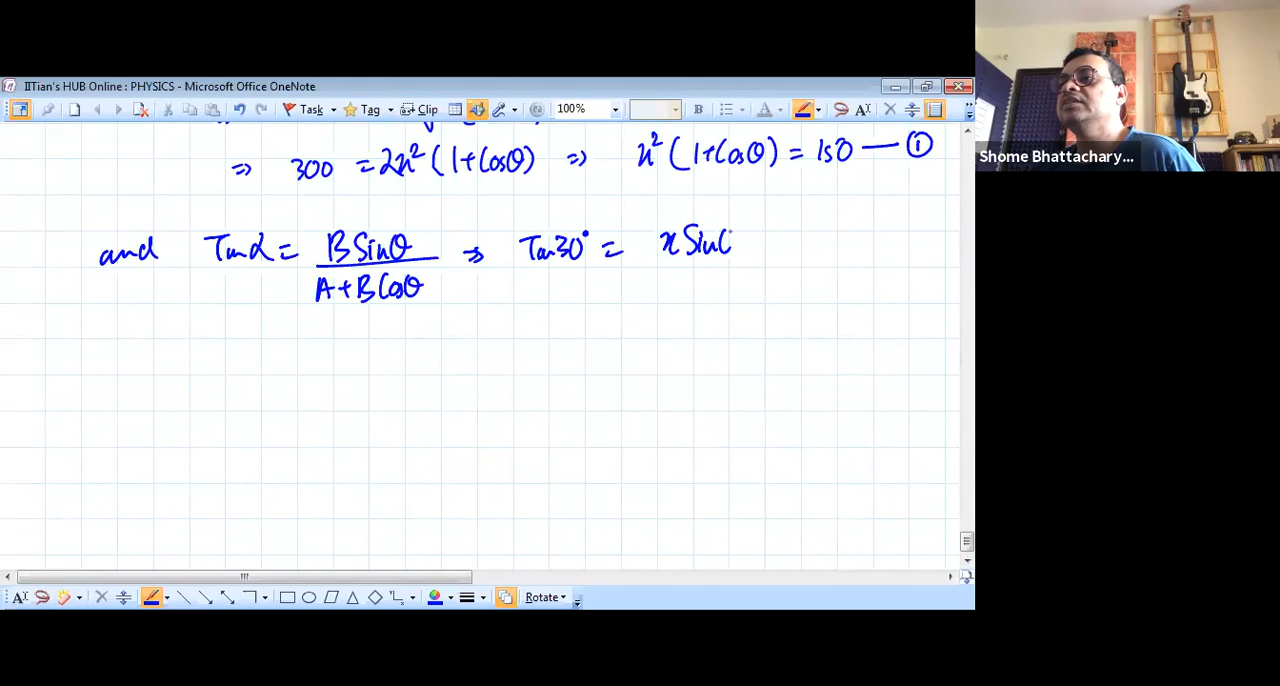 IITian's HUB Online : PHYSICS - Microsoft Office OneNote
Task Tag Clip 100% B A
⇒ 300 = 2x²(1+Cosθ) ⇒ x²(1+Cosθ) = 150 — ①
and Tanα = BSinθ / A+BCosθ ⇒ Tan30° = xSin
Shome Bhattachary...
Rotate